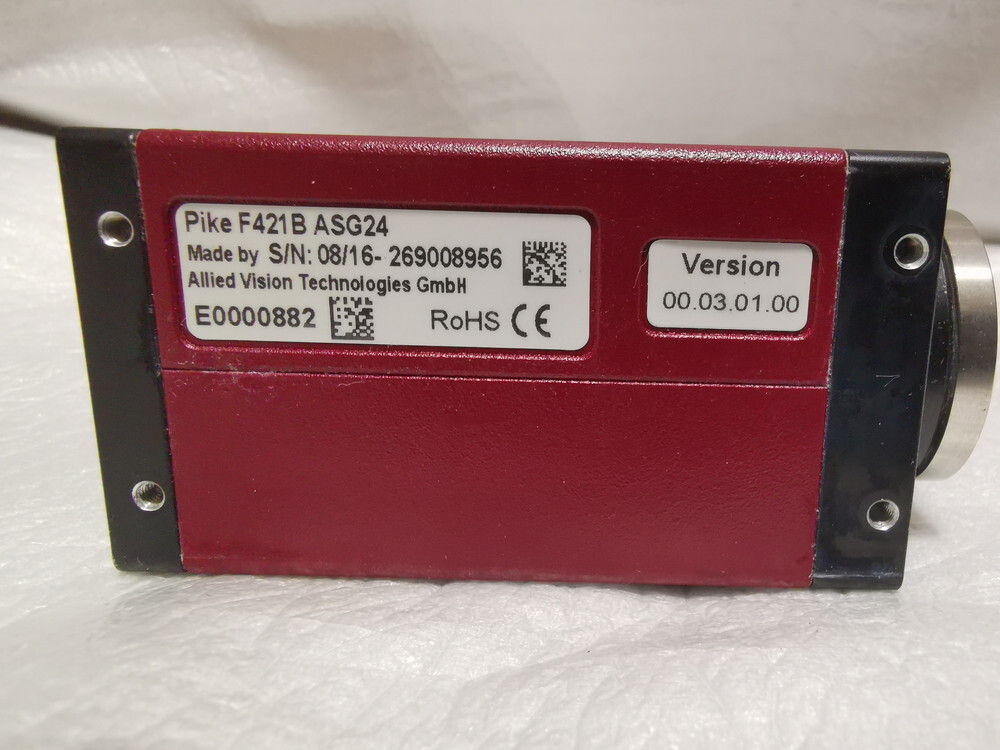 Pike F421B ASG24
Made by S/N: 08/16- 269008956
Allied Vision Technologies GmbH
E0000882 RoHS CE
Version
00.03.01.00